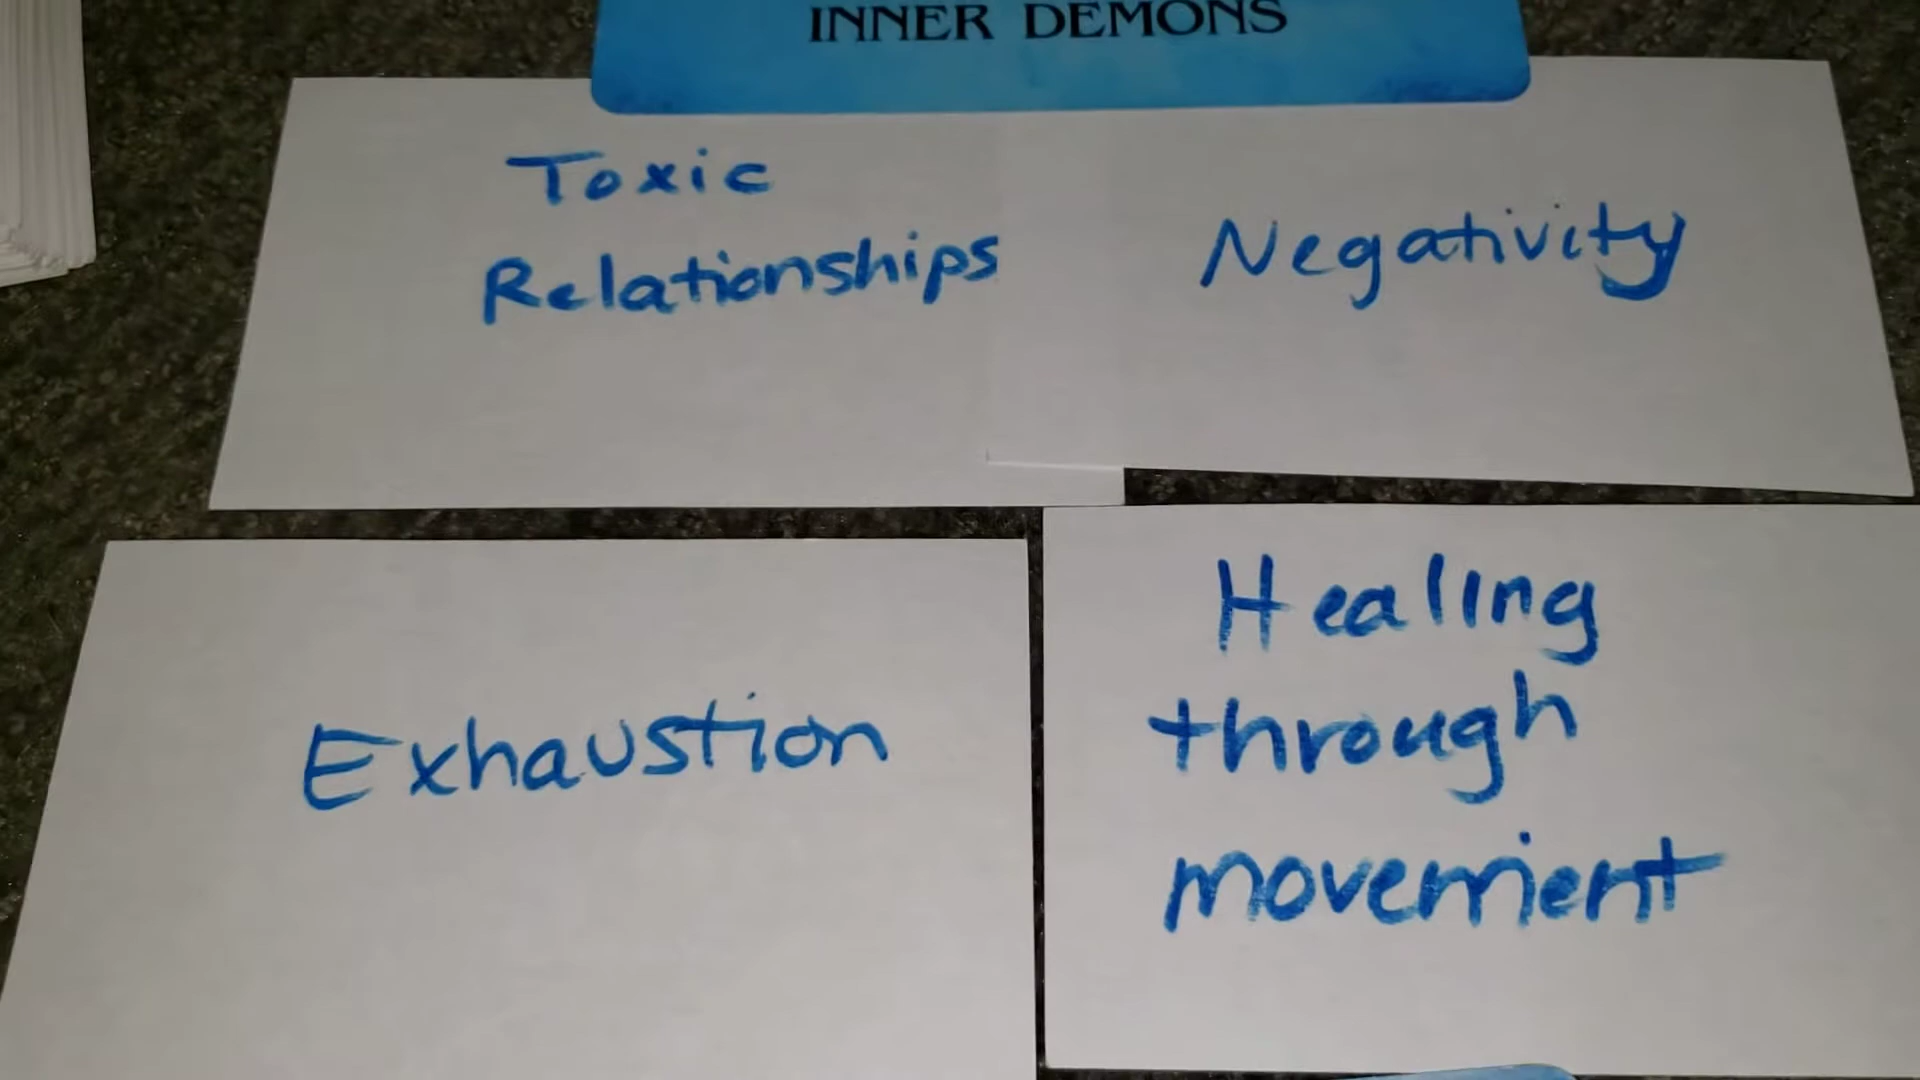 INNER DEMONS
Toxic
Relationships
Negativity
Exhaustion
Healing
through
movement